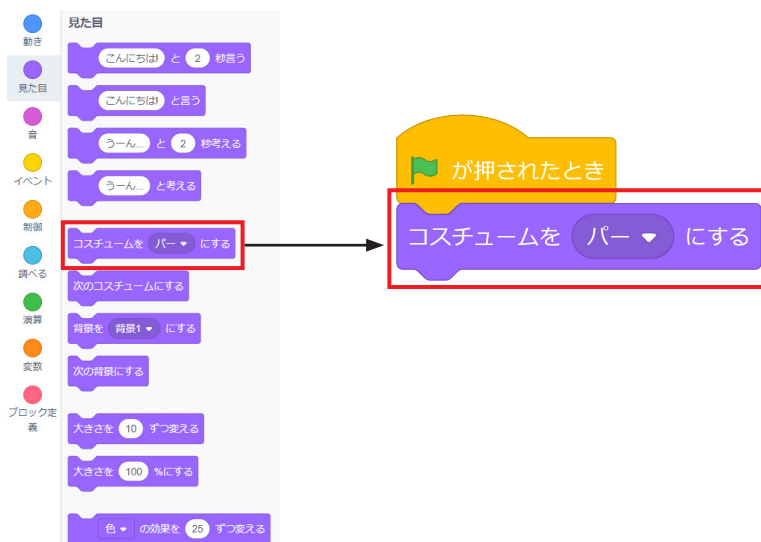 動き
見た目
音
イベント
制御
調べる
演算
変数
ブロック定
義
見た目
こんにちは! と 2 秒言う
こんにちは! と言う
うーん... と 2 秒考える
うーん... と考える
コスチュームを パー にする
次のコスチュームにする
背景を 背景1 にする
次の背景にする
大きさを 10 ずつ変える
大きさを 100 %にする
色 の効果を 25 ずつ変える
が押されたとき
コスチュームを パー にする